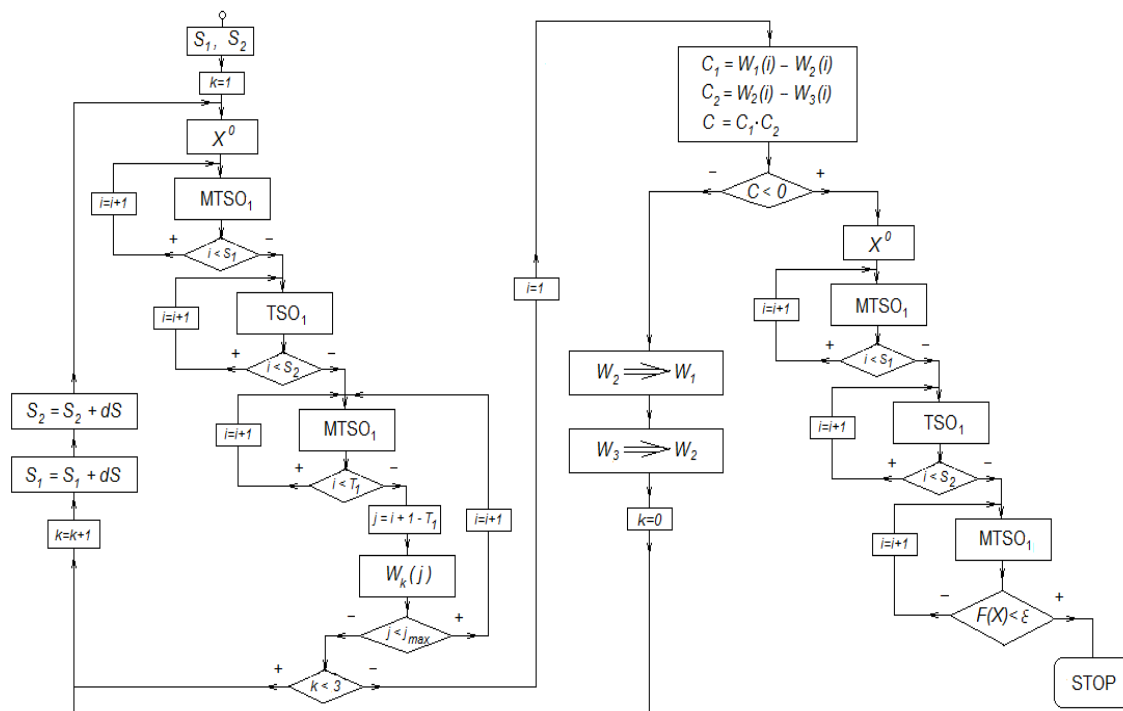 S₁, S₂
k=1
X⁰
i=i+1
MTSO₁
+ −
i < S₁
i=i+1
TSO₁
+ −
i < S₂
S₂ = S₂ + dS
i=i+1
MTSO₁
S₁ = S₁ + dS
+ −
i < T₁
k=k+1
j = i + 1 - T₁
i=i+1
Wₖ(j)
− +
j < jmax
+ −
k < 3
i=1
C₁ = W₁(i) − W₂(i)
C₂ = W₂(i) − W₃(i)
C = C₁·C₂
− +
C < 0
W₂ ⟹ W₁
W₃ ⟹ W₂
k=0
X⁰
i=i+1
MTSO₁
+ −
i < S₁
i=i+1
TSO₁
+ −
i < S₂
i=i+1
MTSO₁
− +
F(X) < ε
STOP